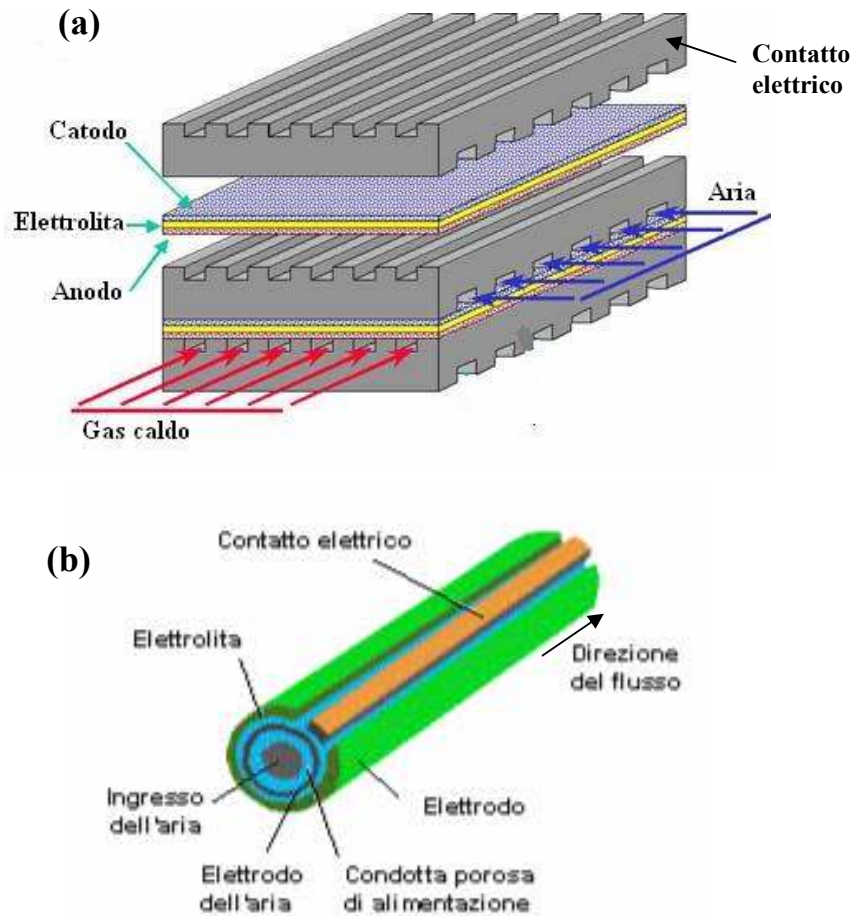 (a)
Contatto
elettrico
Catodo
Aria
Elettrolita
Anodo
Gas caldo
(b)
Contatto elettrico
Elettrolita
Direzione
del flusso
Ingresso
dell'aria
Elettrodo
Elettrodo
dell'aria
Condotta porosa
di alimentazione